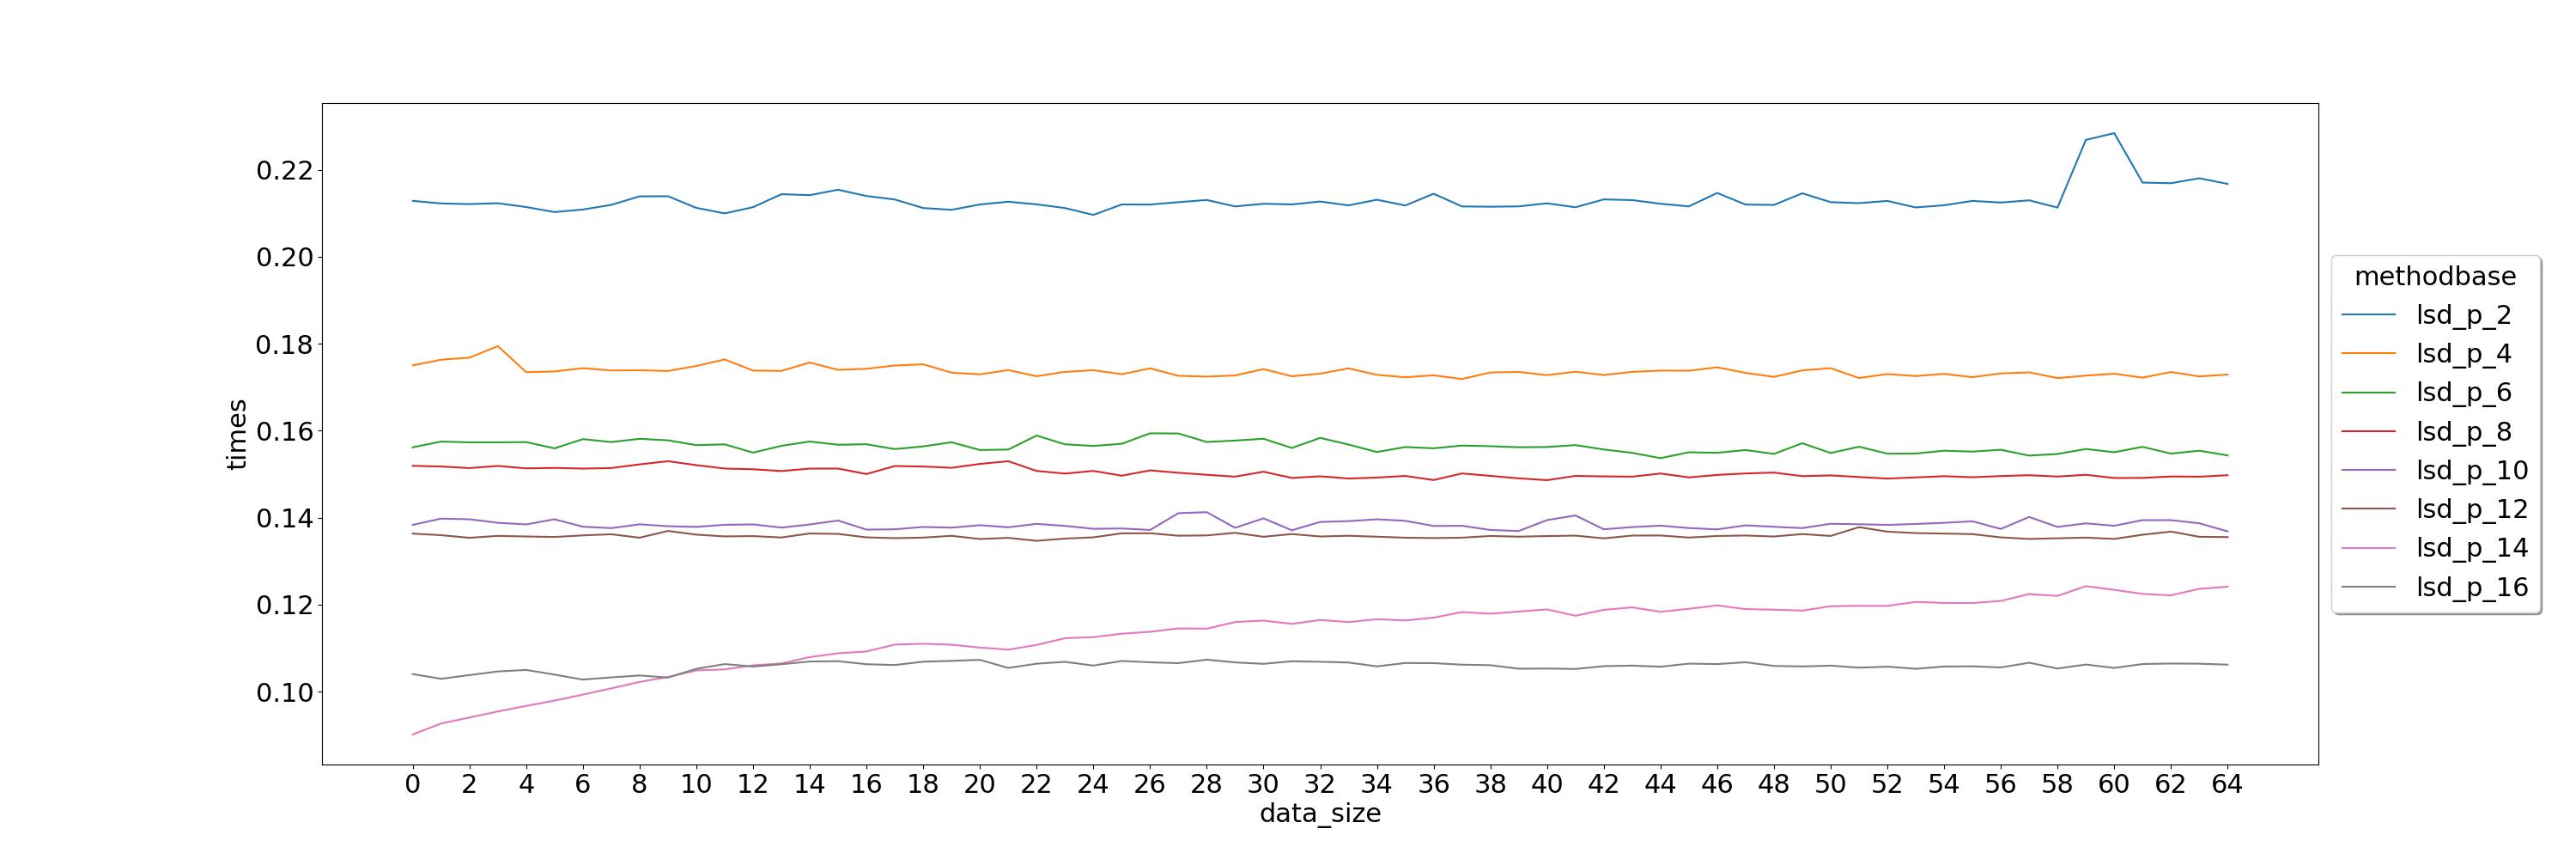 0.22
0.20
0.18
0.16
0.14
0.12
0.10
times
0 2 4 6 8 10 12 14 16 18 20 22 24 26 28 30 32 34 36 38 40 42 44 46 48 50 52 54 56 58 60 62 64
data_size
methodbase
lsd_p_2
lsd_p_4
lsd_p_6
lsd_p_8
lsd_p_10
lsd_p_12
lsd_p_14
lsd_p_16